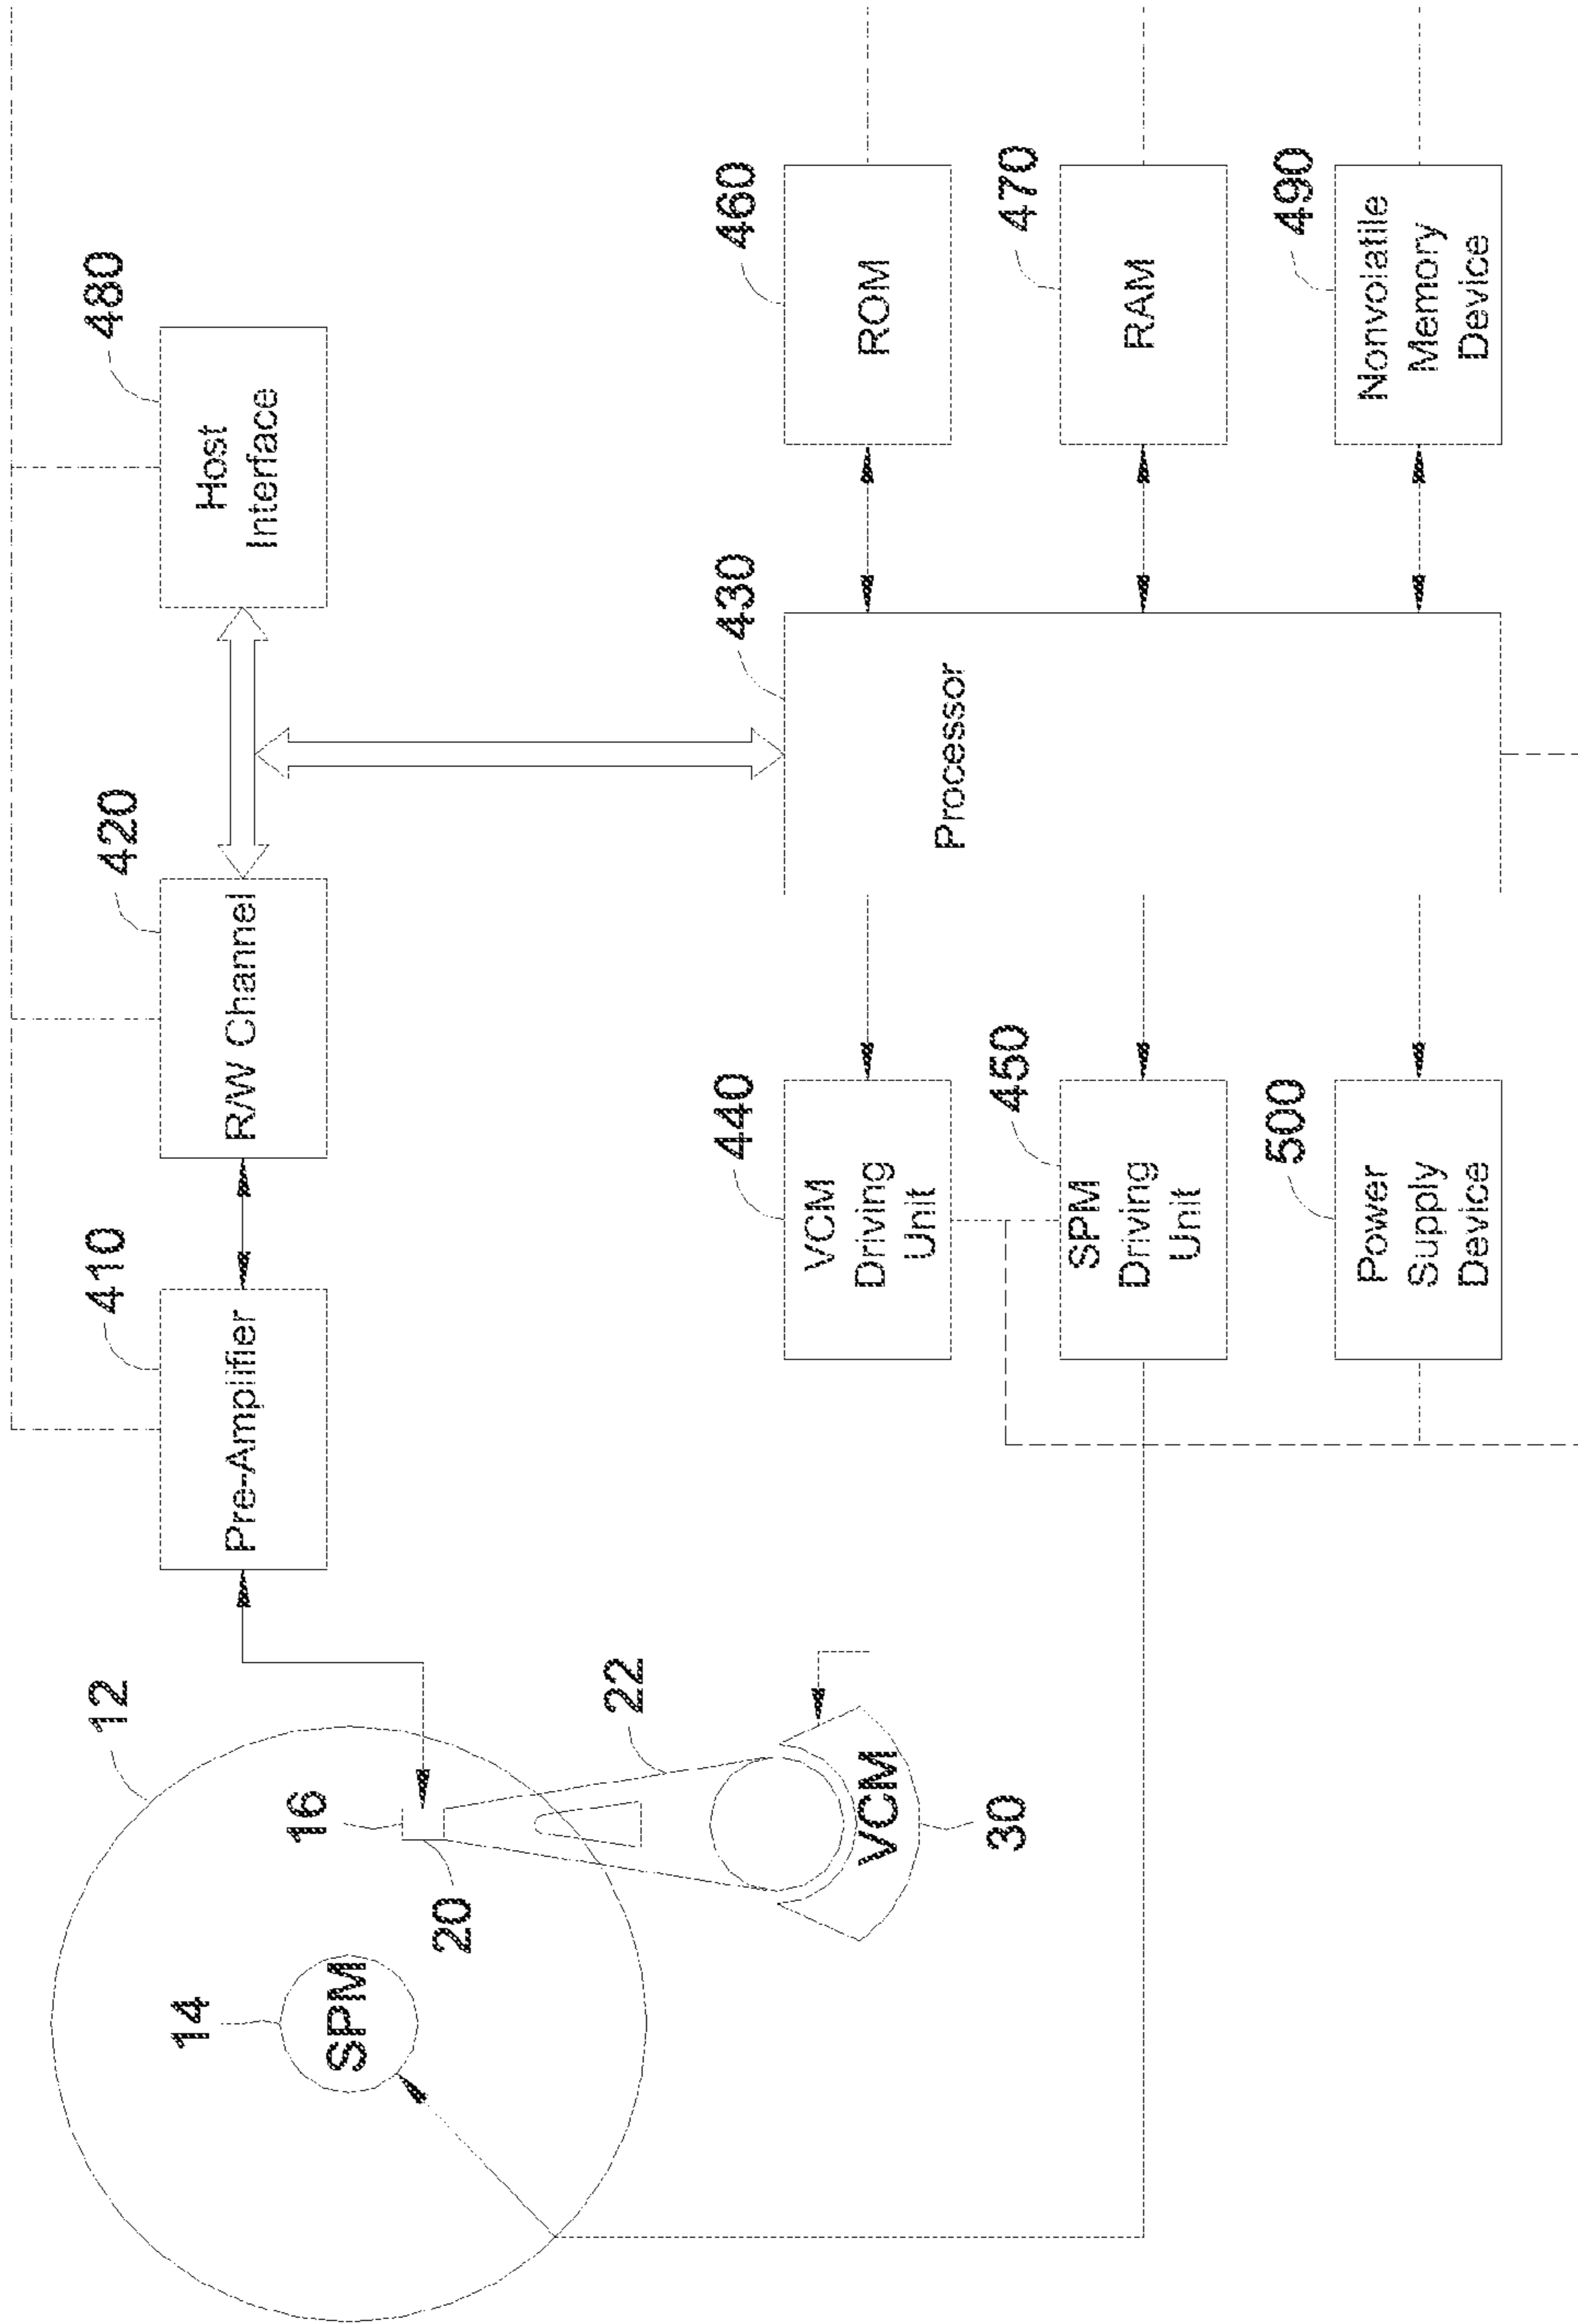 12
14
SPM
16
20
22
VCM
30
410
Pre-Amplifier
420
R/W Channel
480
Host
Interface
430
Processor
440
VCM
Driving
Unit
460
ROM
450
SPM
Driving
Unit
470
RAM
500
Power
Supply
Device
490
Nonvolatile
Memory
Device